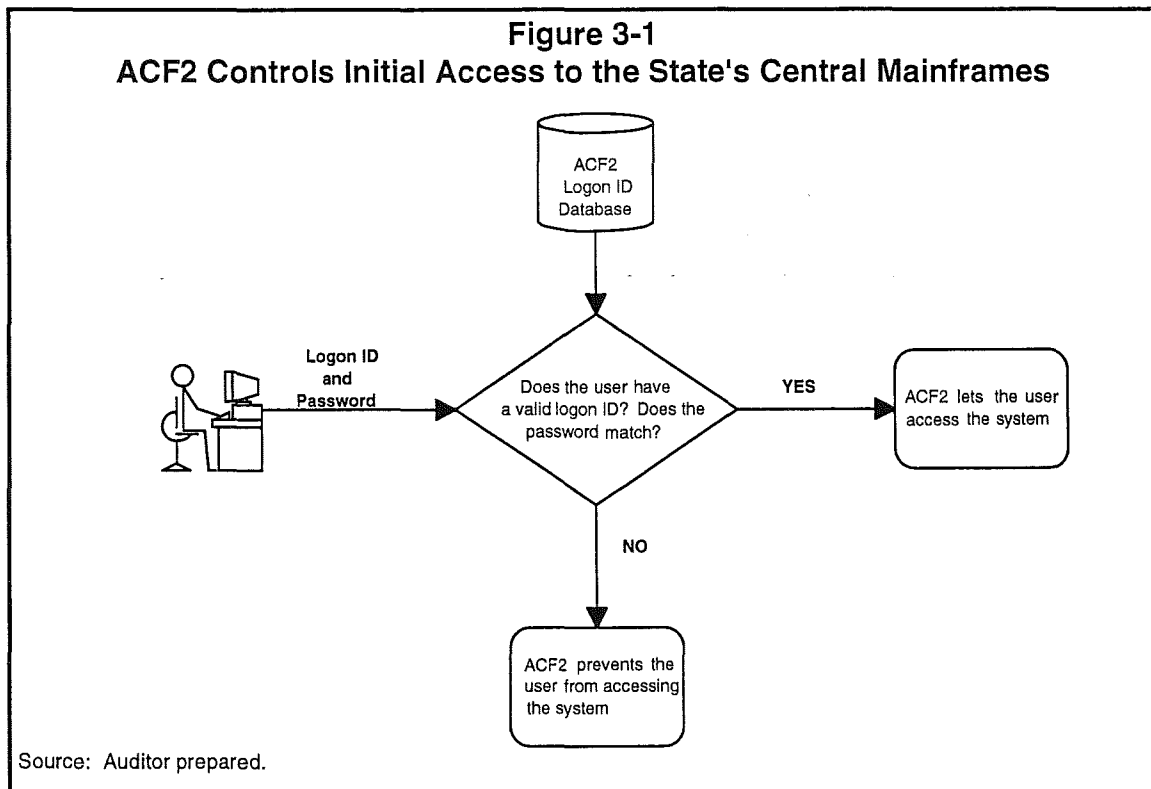 Figure 3-1
ACF2 Controls Initial Access to the State's Central Mainframes
ACF2
Logon ID
Database
Logon ID
and
Password
Does the user have
a valid logon ID? Does the
password match?
YES
ACF2 lets the user
access the system
NO
ACF2 prevents the
user from accessing
the system
Source: Auditor prepared.